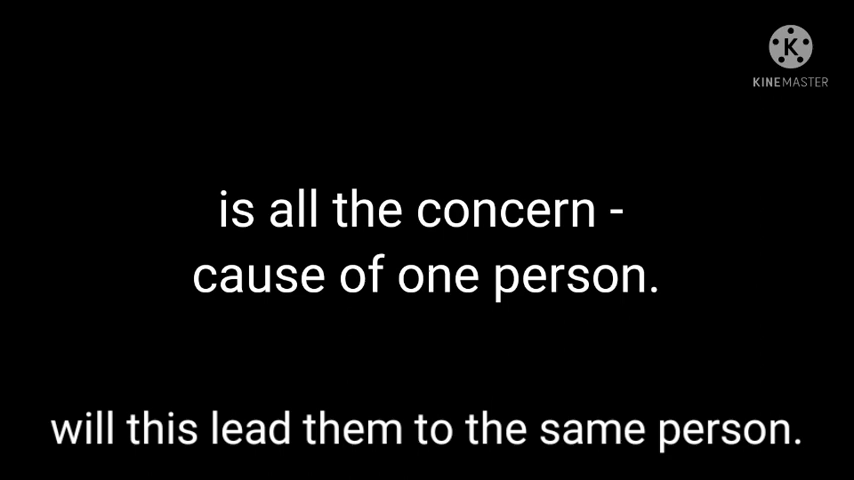 K
KINEMASTER
is all the concern -
cause of one person.
will this lead them to the same person.